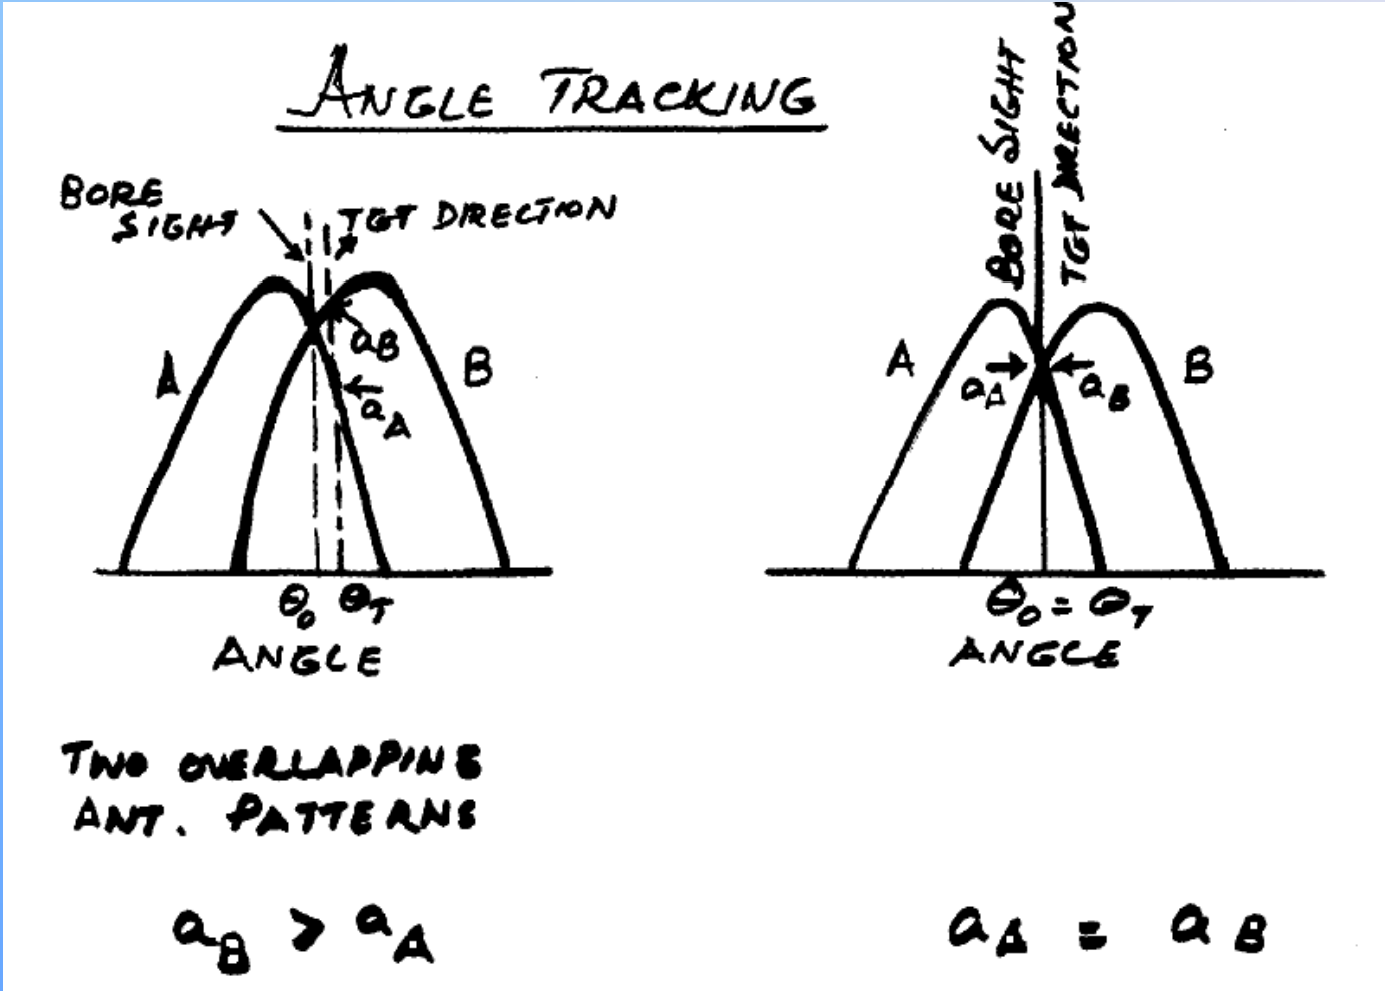 ANGLE TRACKING
BORE
SIGHT
TGT DIRECTION
A
aB
aA
B
θ0 θT
ANGLE
BORE SIGHT
TGT DIRECTION
A
aA
aB
B
θ0 = θT
ANGLE
TWO OVERLAPPING
ANT. PATTERNS
aB > aA
aA = aB